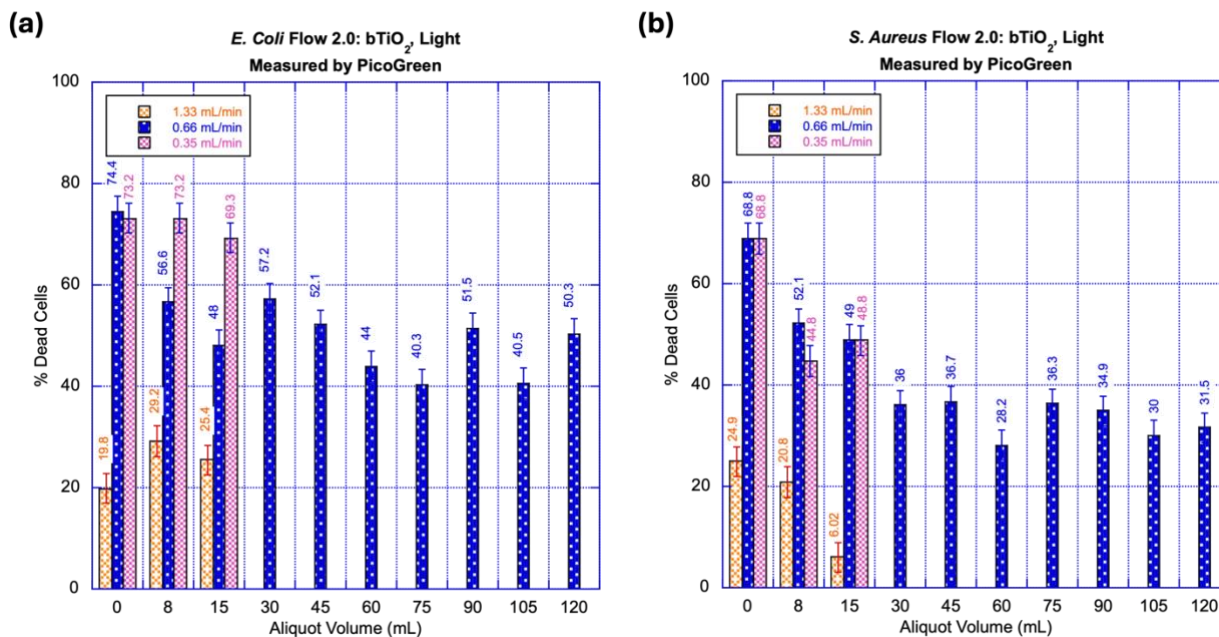 (a)
E. Coli Flow 2.0: bTiO2, Light
Measured by PicoGreen
% Dead Cells
100
80
60
40
20
0
1.33 mL/min
0.66 mL/min
0.35 mL/min
19.8
74.4
73.2
29.2
56.6
73.2
25.4
48
69.3
57.2
52.1
44
40.3
51.5
40.5
50.3
0 8 15 30 45 60 75 90 105 120
Aliquot Volume (mL)
(b)
S. Aureus Flow 2.0: bTiO2, Light
Measured by PicoGreen
% Dead Cells
100
80
60
40
20
0
1.33 mL/min
0.66 mL/min
0.35 mL/min
24.9
68.8
68.8
20.8
52.1
44.8
6.02
49
48.8
36
36.7
28.2
36.3
34.9
30
31.5
0 8 15 30 45 60 75 90 105 120
Aliquot Volume (mL)